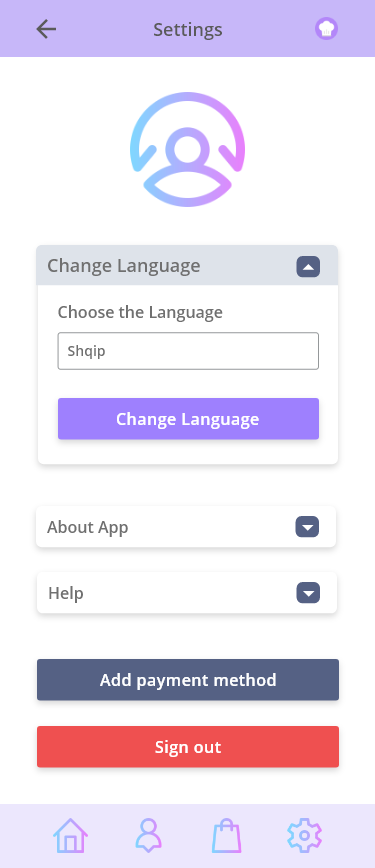 Settings
Change Language
Choose the Language
Shqip
Change Language
About App
Help
Add payment method
Sign out